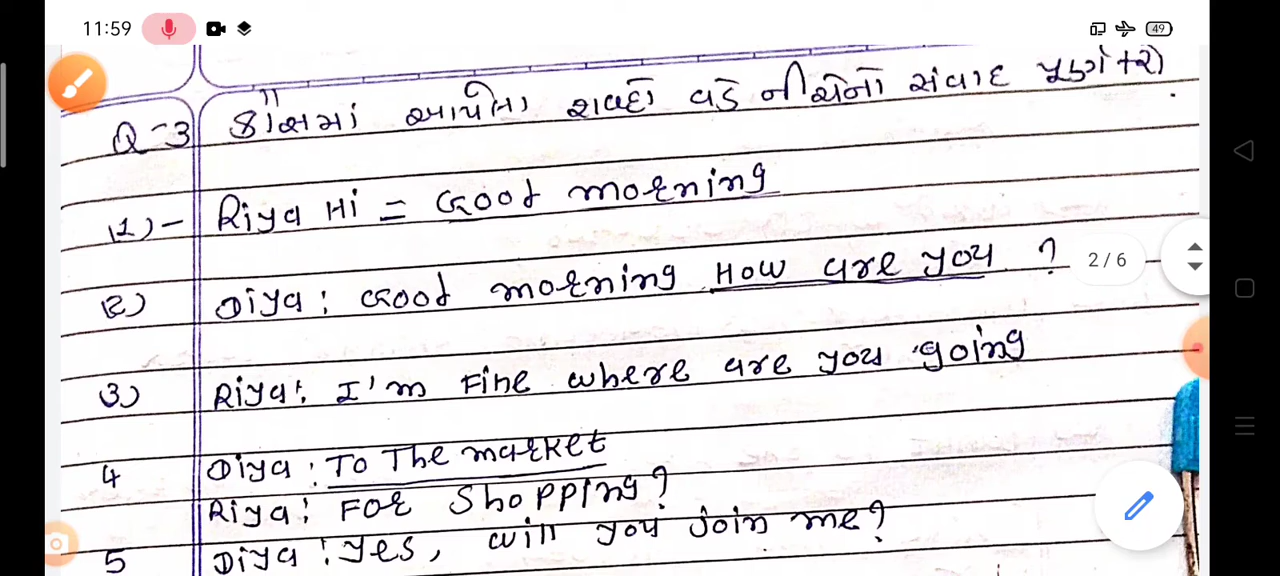 11:59
49
Q-3 કૌંસમાં આપેલા શબ્દો વડે નીચેનો સંવાદ પૂર્ણ કરો.
(1)- Riya Hi = Good morning
(2) Diya: Good morning How are you ?
3) Riya: I'm Fine where are you going
4 Diya: To The market
Riya: For Shopping?
5 Diya: Yes, will you join me?
2/6